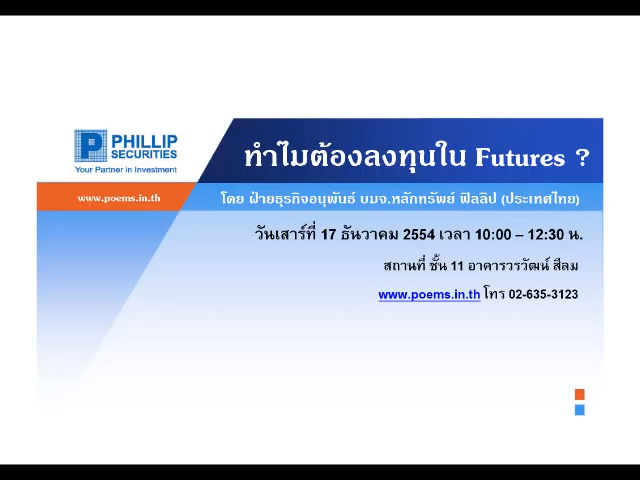 PHILLIP
SECURITIES
Your Partner in Investment
ทำไมต้องลงทุนใน Futures ?
www.poems.in.th
โดย ฝ่ายธุรกิจอนุพันธ์ บมจ.หลักทรัพย์ ฟิลลิป (ประเทศไทย)
วันเสาร์ที่ 17 ธันวาคม 2554 เวลา 10:00 – 12:30 น.
สถานที่ ชั้น 11 อาคารวรวัฒน์ สีลม
www.poems.in.th โทร 02-635-3123